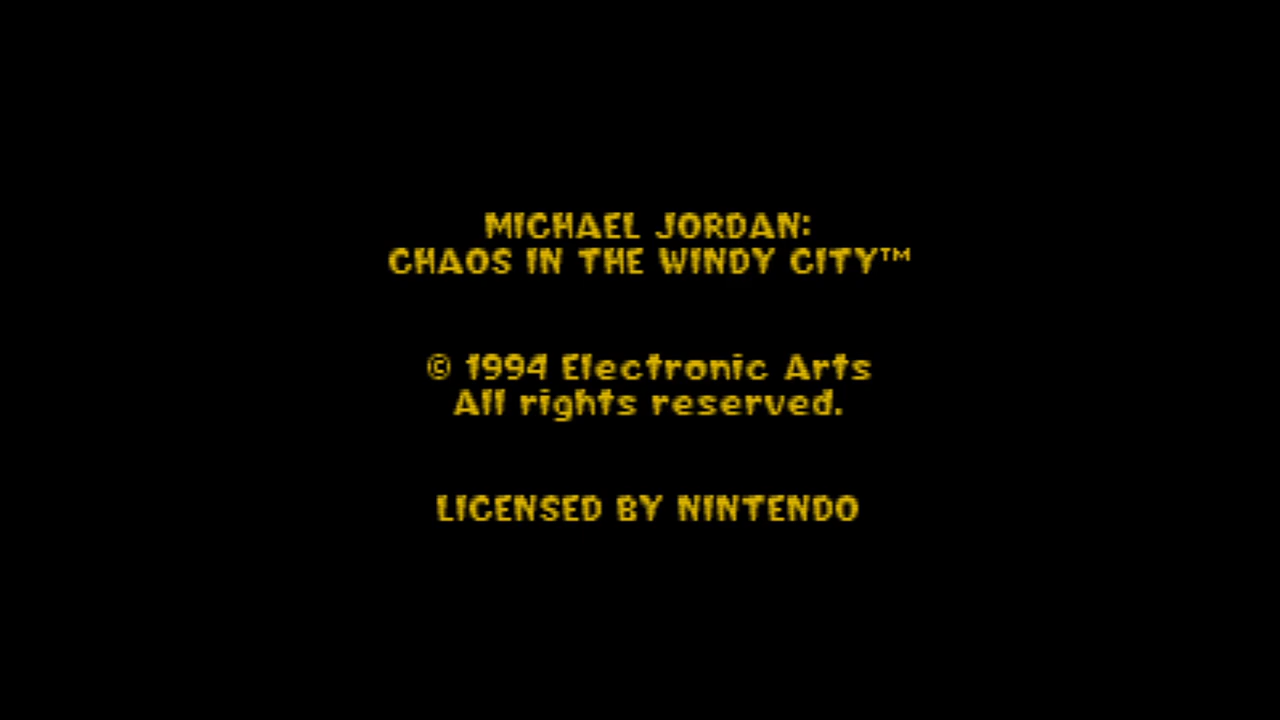 MICHAEL JORDAN:
CHAOS IN THE WINDY CITY™
© 1994 Electronic Arts
All rights reserved.
LICENSED BY NINTENDO